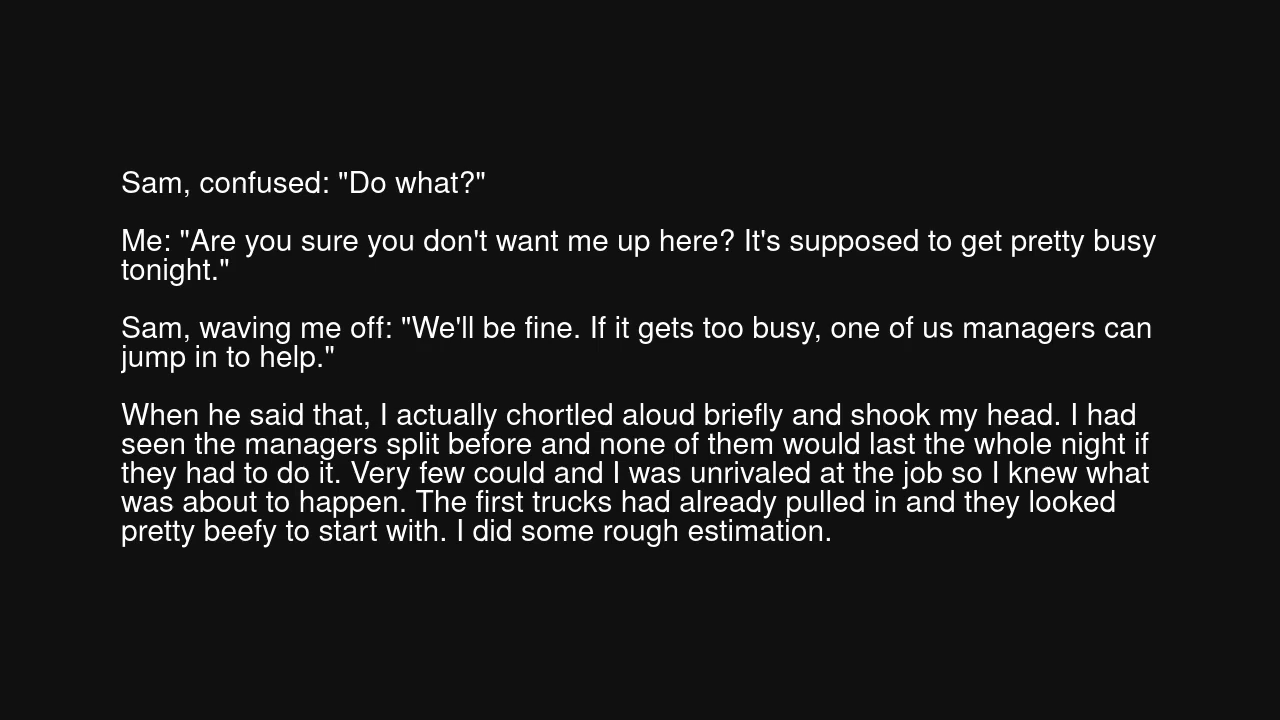 Sam, confused: "Do what?"
Me: "Are you sure you don't want me up here? It's supposed to get pretty busy
tonight."
Sam, waving me off: "We'll be fine. If it gets too busy, one of us managers can
jump in to help."
When he said that, I actually chortled aloud briefly and shook my head. I had
seen the managers split before and none of them would last the whole night if
they had to do it. Very few could and I was unrivaled at the job so I knew what
was about to happen. The first trucks had already pulled in and they looked
pretty beefy to start with. I did some rough estimation.